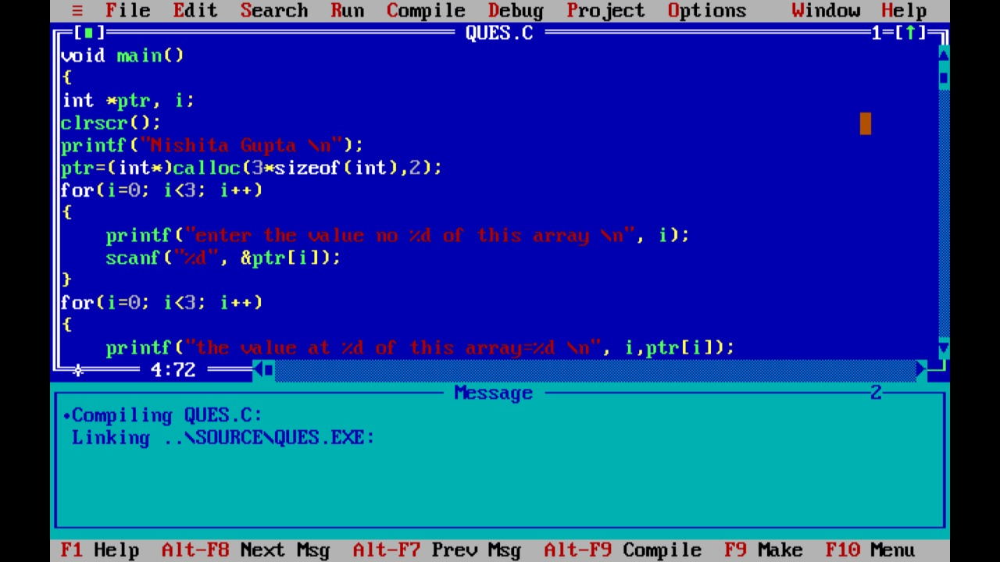 ≡ File Edit Search Run Compile Debug Project Options Window Help
[■] QUES.C 1=[↑]
void main()
{
int *ptr, i;
clrscr();
printf("Nishita Gupta \n");
ptr=(int*)calloc(3*sizeof(int),2);
for(i=0; i<3; i++)
{
    printf("enter the value no %d of this array \n", i);
    scanf("%d", &ptr[i]);
}
for(i=0; i<3; i++)
{
    printf("the value at %d of this array=%d \n", i,ptr[i]);
4:72
Message 2
•Compiling QUES.C:
Linking ..\SOURCE\QUES.EXE:
F1 Help Alt-F8 Next Msg Alt-F7 Prev Msg Alt-F9 Compile F9 Make F10 Menu